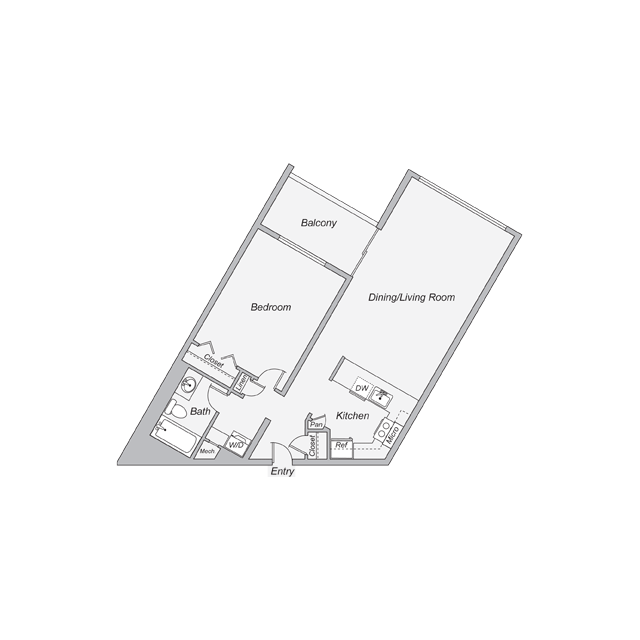 Balcony
Dining/Living Room
Bedroom
Closet
Linen
DW
Bath
Kitchen
Pan
Micro
W/D
Closet
Ref
Mech
Entry